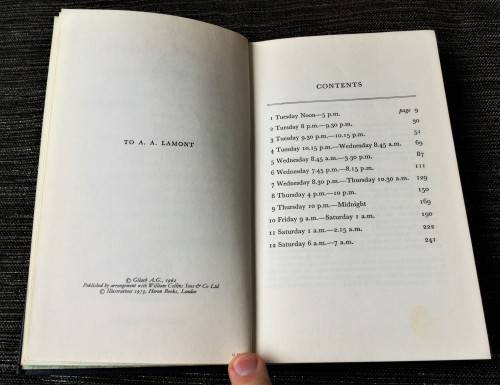 TO A. A. LAMONT
© Gilach A.G., 1962
Published by arrangement with William Collins Sons & Co Ltd
© Illustrations 1973, Heron Books, London
CONTENTS
1 Tuesday Noon—5 p.m. page 9
2 Tuesday 8 p.m.—9.30 p.m. 30
3 Tuesday 9.30 p.m.—10.15 p.m. 51
4 Tuesday 10.15 p.m.—Wednesday 8.45 a.m. 69
5 Wednesday 8.45 a.m.—3.30 p.m. 87
6 Wednesday 7.45 p.m.—8.15 p.m. 111
7 Wednesday 8.30 p.m.—Thursday 10.30 a.m. 129
8 Thursday 4 p.m.—10 p.m. 150
9 Thursday 10 p.m.—Midnight 169
10 Friday 9 a.m.—Saturday 1 a.m. 190
11 Saturday 1 a.m.—2.15 a.m. 222
12 Saturday 6 a.m.—7 a.m. 241